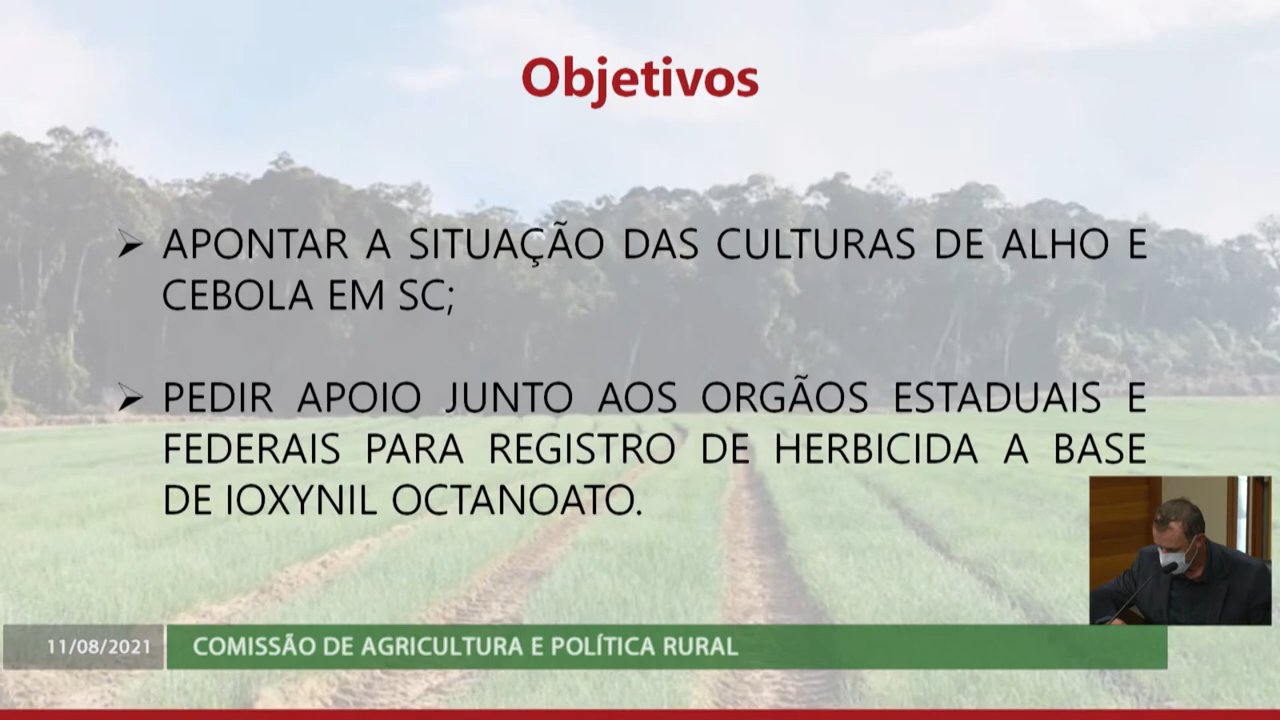 Objetivos
APONTAR A SITUAÇÃO DAS CULTURAS DE ALHO E
CEBOLA EM SC;
PEDIR APOIO JUNTO AOS ORGÃOS ESTADUAIS E
FEDERAIS PARA REGISTRO DE HERBICIDA A BASE
DE IOXYNIL OCTANOATO.
11/08/2021 COMISSÃO DE AGRICULTURA E POLÍTICA RURAL